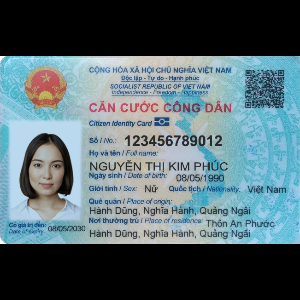 CỘNG HÒA XÃ HỘI CHỦ NGHĨA VIỆT NAM
Độc lập - Tự do - Hạnh phúc
SOCIALIST REPUBLIC OF VIET NAM
Independence - Freedom - Happiness
CĂN CƯỚC CÔNG DÂN
Citizen Identity Card
Số / No.: 123456789012
Họ và tên / Full name:
NGUYỄN THỊ KIM PHÚC
Ngày sinh / Date of birth: 08/05/1990
Giới tính / Sex: Nữ Quốc tịch / Nationality: Việt Nam
Quê quán / Place of origin:
Hành Dũng, Nghĩa Hành, Quảng Ngãi
Nơi thường trú / Place of residence: Thôn An Phước
Hành Dũng, Nghĩa Hành, Quảng Ngãi
Có giá trị đến: 08/05/2030
Date of expiry